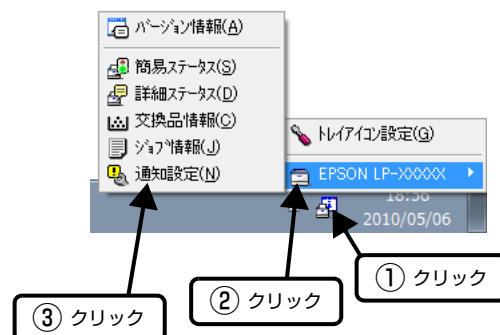 バージョン情報(A)
簡易ステータス(S)
詳細ステータス(D)
交換品情報(C)
ジョブ情報(J)
通知設定(N)
トレイアイコン設定(G)
EPSON LP-XXXXX
18:56
2010/05/06
① クリック
② クリック
③ クリック